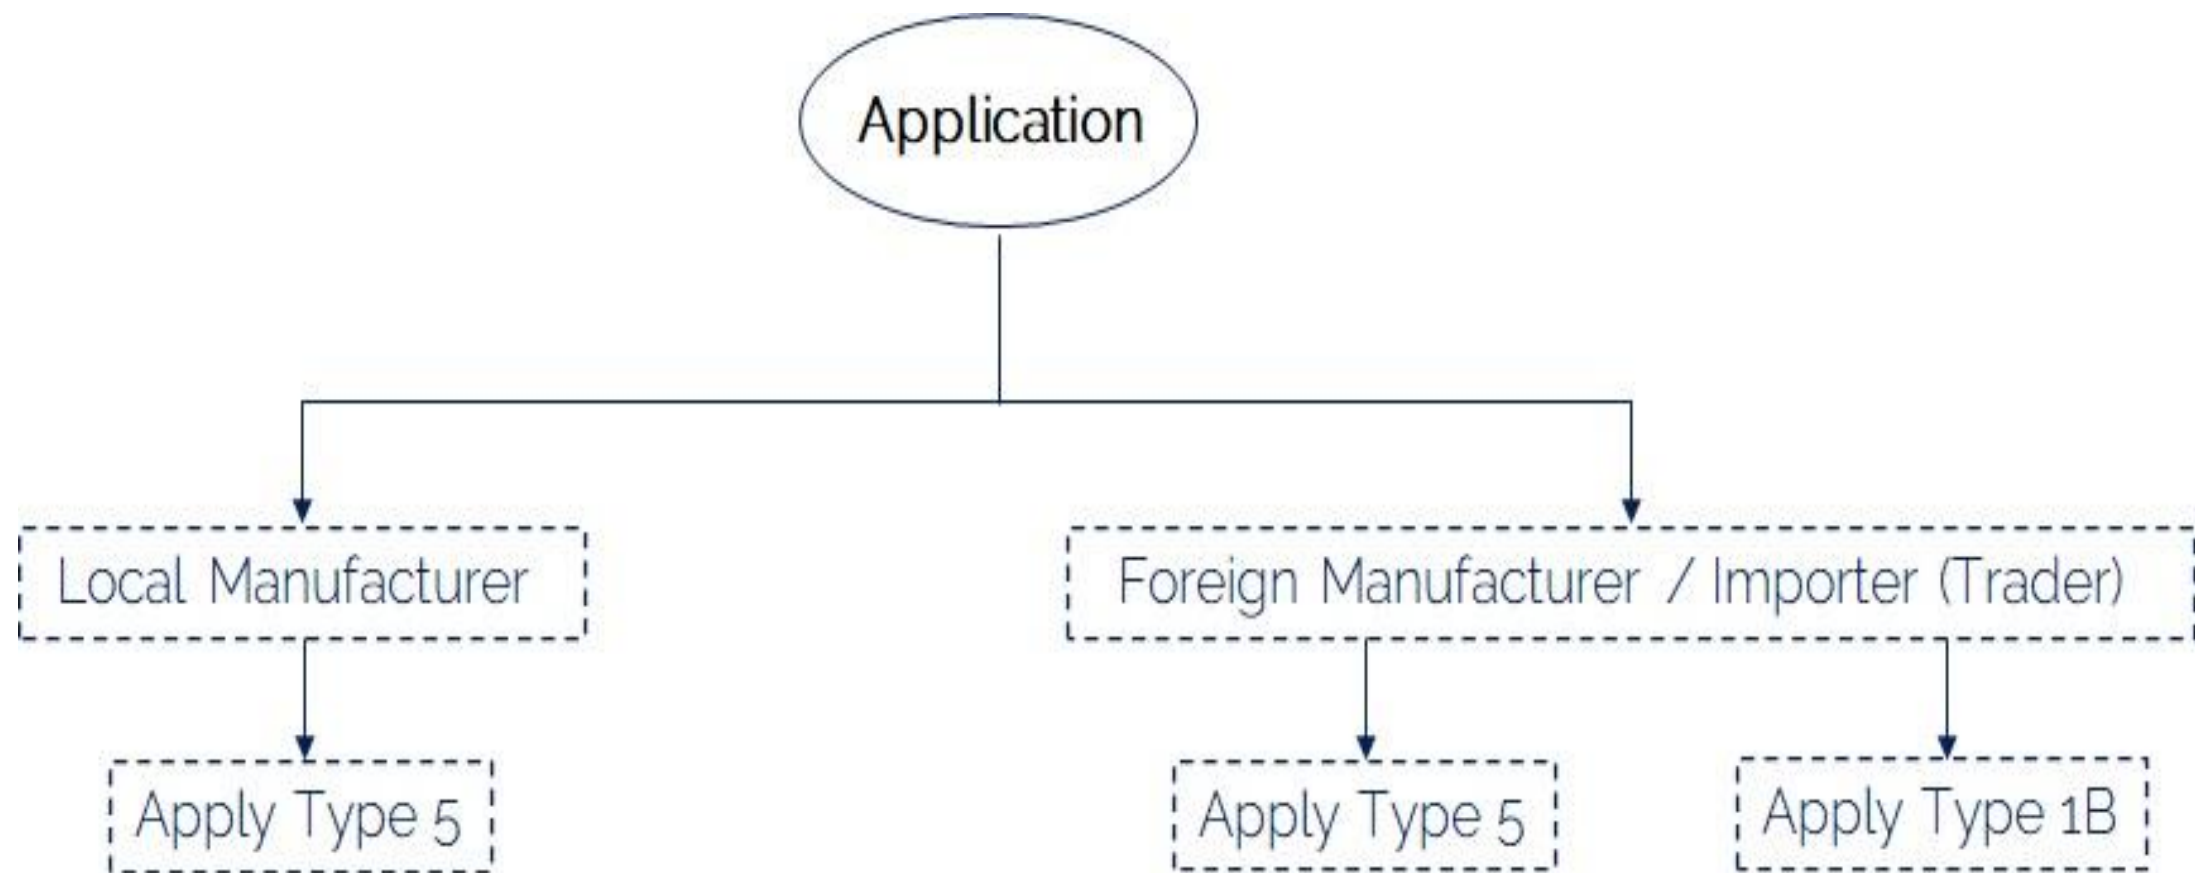 Application
Local Manufacturer
Foreign Manufacturer / Importer (Trader)
Apply Type 5
Apply Type 5
Apply Type 1B